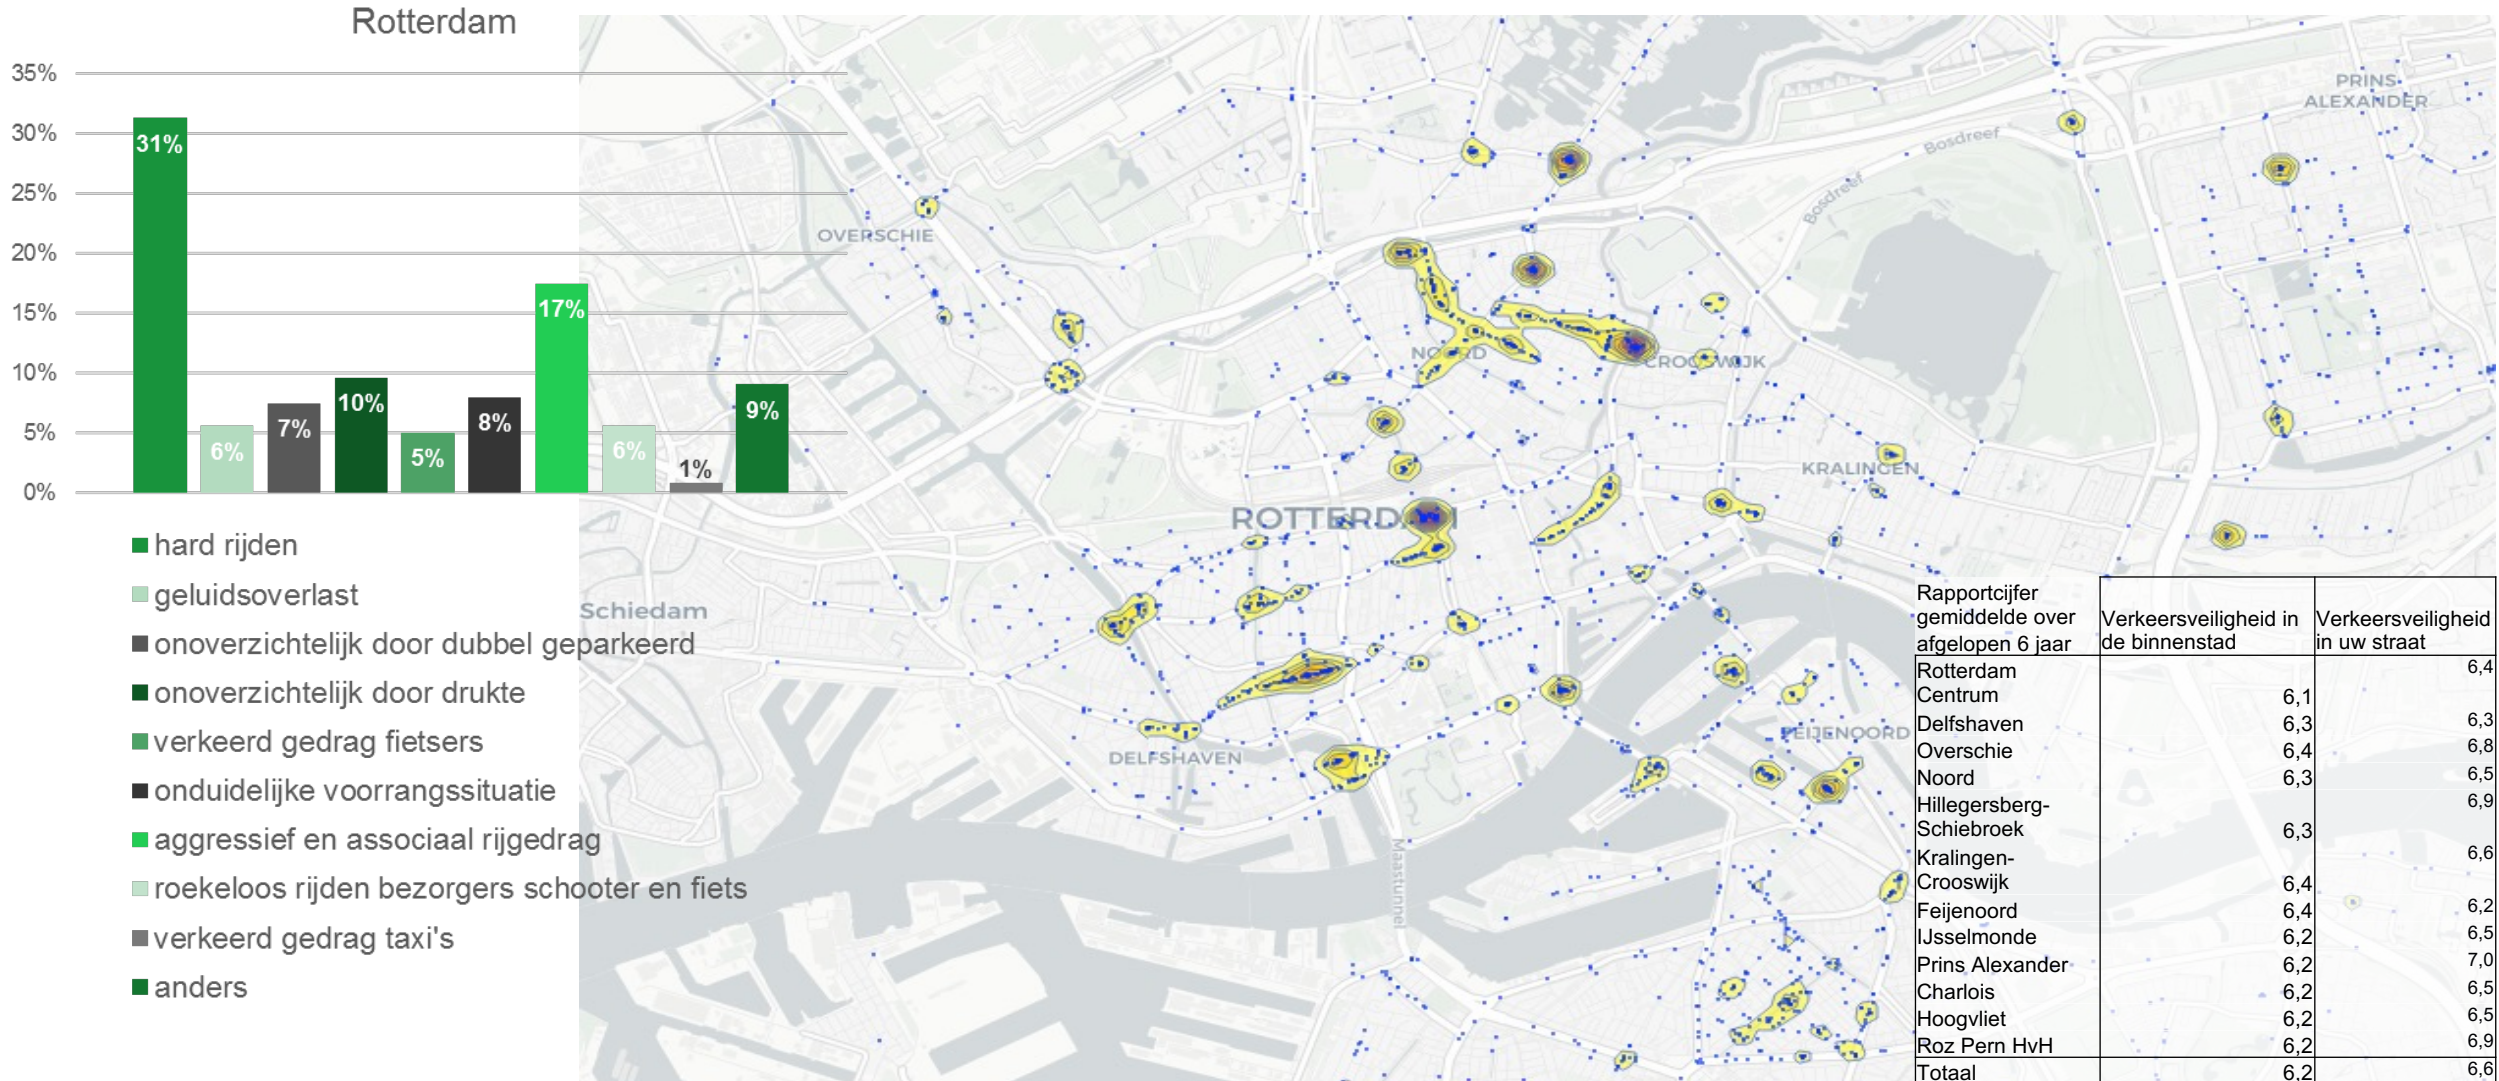 Rotterdam
35%
30%
25%
20%
15%
10%
5%
0%
31%
6%
7%
10%
5%
8%
17%
6%
1%
9%
hard rijden
geluidsoverlast
onoverzichtelijk door dubbel geparkeerd
onoverzichtelijk door drukte
verkeerd gedrag fietsers
onduidelijke voorrangssituatie
aggressief en associaal rijgedrag
roekeloos rijden bezorgers schooter en fiets
verkeerd gedrag taxi's
anders
PRINS
ALEXANDER
Bosdreef
Bosdreef
OVERSCHIE
NOORD
CROOSWIJK
KRALINGEN
ROTTERDAM
Schiedam
DELFSHAVEN
FEIJENOORD
Maastunnel
Rapportcijfer
gemiddelde over
afgelopen 6 jaar
Verkeersveiligheid in
de binnenstad
Verkeersveiligheid
in uw straat
Rotterdam
Centrum 6,1 6,4
Delfshaven 6,3 6,3
Overschie 6,4 6,8
Noord 6,3 6,5
Hillegersberg-
Schiebroek 6,3 6,9
Kralingen-
Crooswijk 6,4 6,6
Feijenoord 6,4 6,2
IJsselmonde 6,2 6,5
Prins Alexander 6,2 7,0
Charlois 6,2 6,5
Hoogvliet 6,2 6,5
Roz Pern HvH 6,2 6,9
Totaal 6,2 6,6